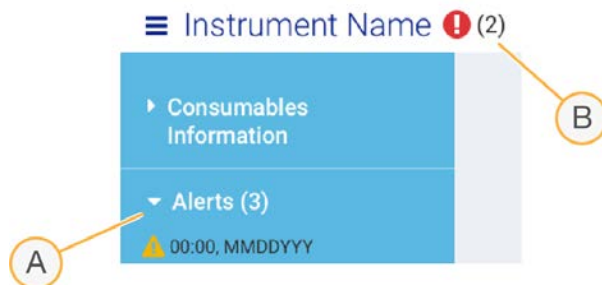 Instrument Name ! (2)
Consumables
Information
B
Alerts (3)
A
! 00:00, MMDDYYY